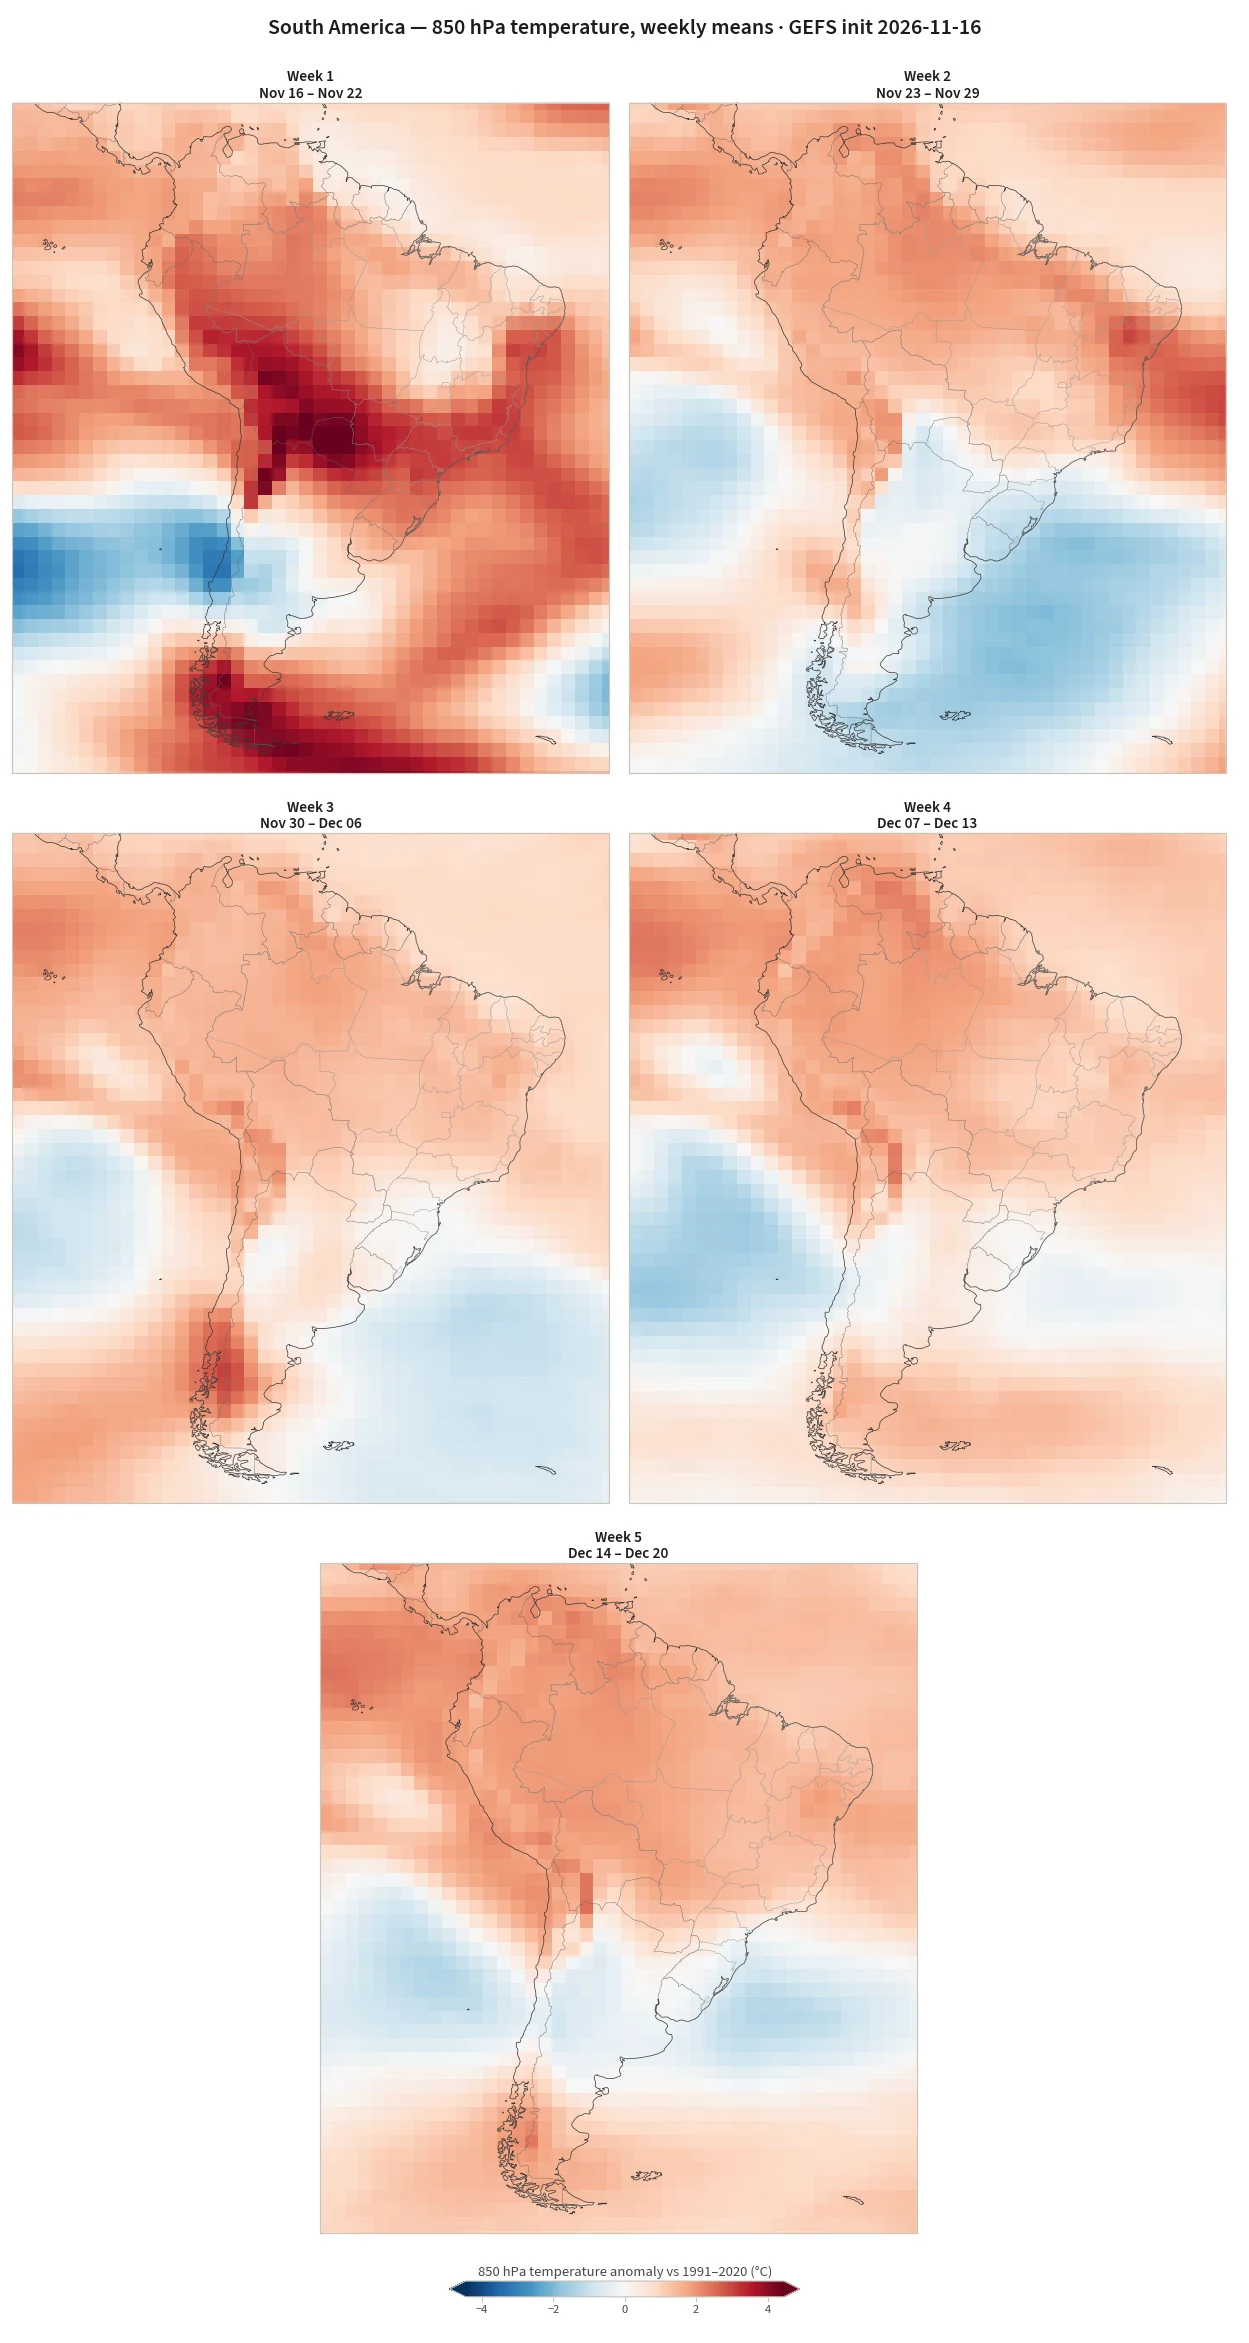 South America — 850 hPa temperature, weekly means · GEFS init 2026-11-16
Week 1
Nov 16 – Nov 22
Week 2
Nov 23 – Nov 29
Week 3
Nov 30 – Dec 06
Week 4
Dec 07 – Dec 13
Week 5
Dec 14 – Dec 20
850 hPa temperature anomaly vs 1991–2020 (°C)
−4 −2 0 2 4